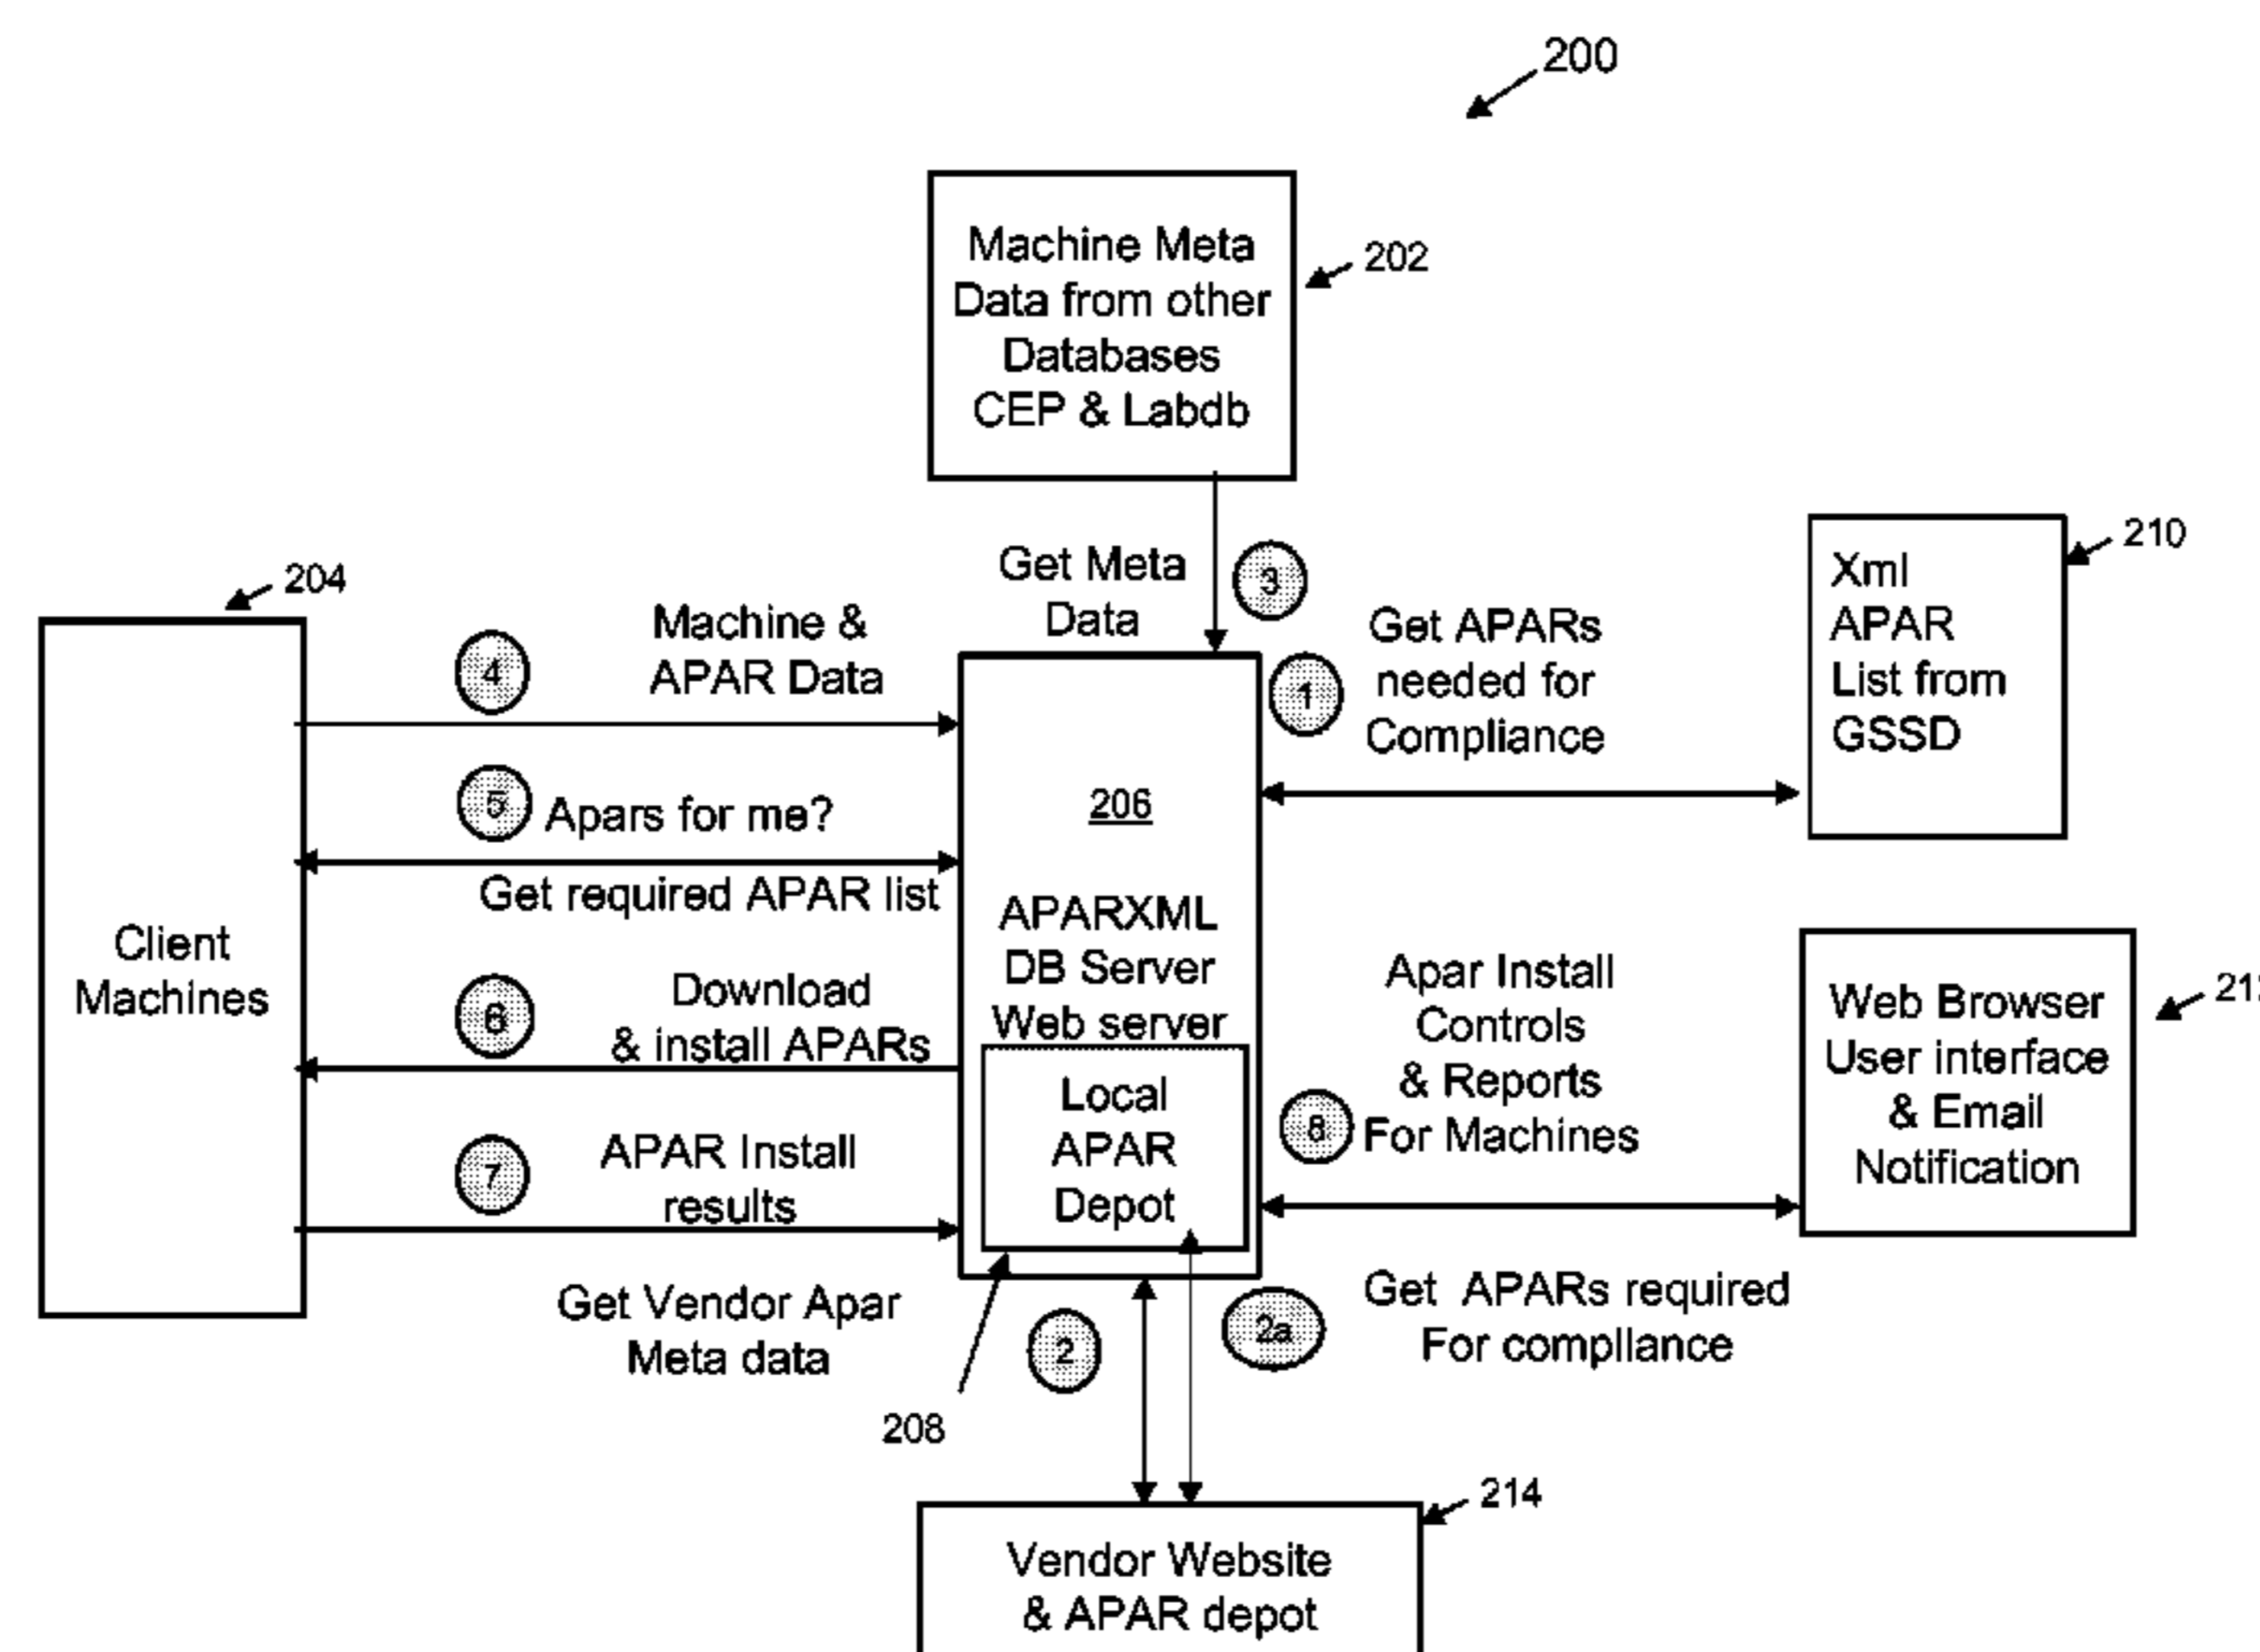 200
Machine Meta
Data from other
Databases
CEP & Labdb
202
Get Meta
Data
3
210
Xml
APAR
List from
GSSD
204
Client
Machines
4
Machine &
APAR Data
5
Apars for me?
Get required APAR list
6
Download
& install APARs
7
APAR Install
results
206
APARXML
DB Server
Web server
Local
APAR
Depot
1
Get APARs
needed for
Compliance
Apar Install
Controls
& Reports
For Machines
8
Web Browser
User interface
& Email
Notification
Get Vendor Apar
Meta data
2
2a
Get APARs required
For compliance
208
214
Vendor Website
& APAR depot